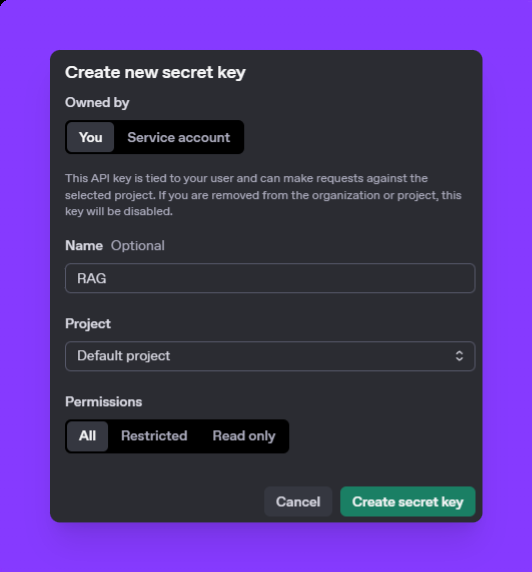 Create new secret key
Owned by
You Service account
This API key is tied to your user and can make requests against the
selected project. If you are removed from the organization or project, this
key will be disabled.
Name Optional
RAG
Project
Default project
Permissions
All Restricted Read only
Cancel Create secret key